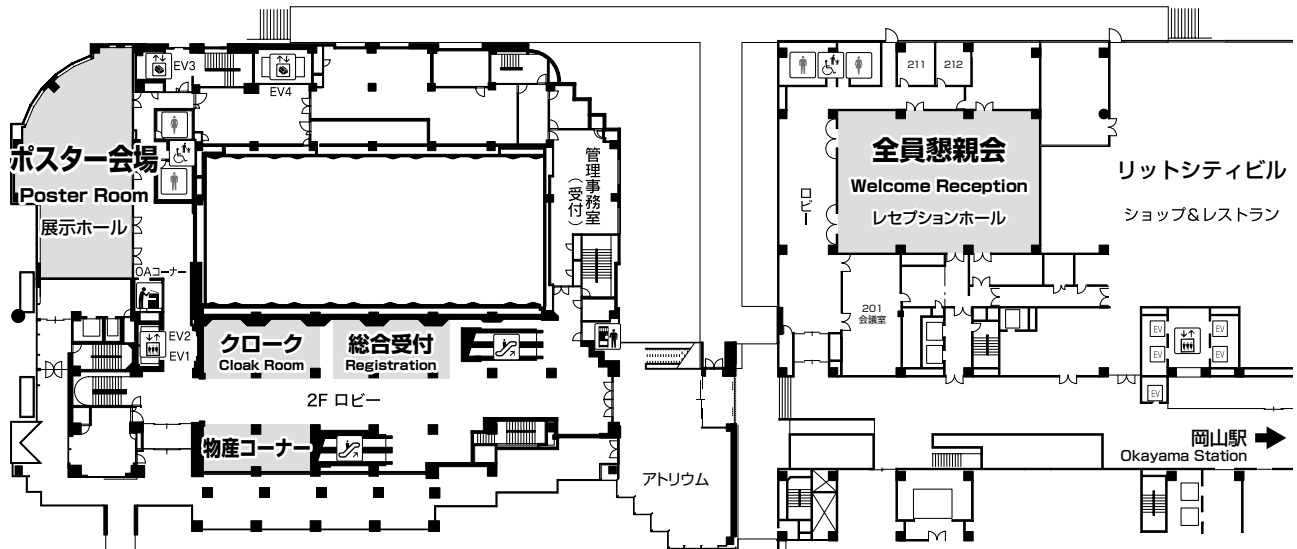 EV3
EV4
ポスター会場
Poster Room
展示ホール
OAコーナー
EV2
EV1
クローク
Cloak Room
総合受付
Registration
2F ロビー
物産コーナー
管理事務室
（受付）
アトリウム
211
212
全員懇親会
Welcome Reception
レセプションホール
ロビー
201
会議室
リットシティビル
ショップ＆レストラン
EV
EV
EV
EV
EV
岡山駅
Okayama Station